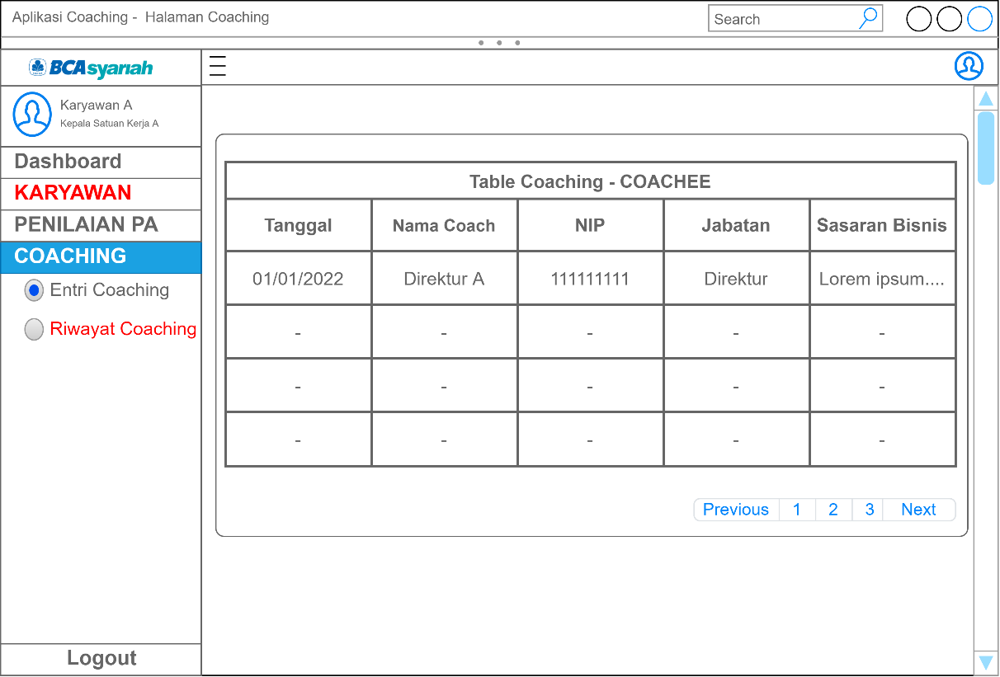 Aplikasi Coaching -  Halaman Coaching
Search
BCAsyariah
Karyawan A
Kepala Satuan Kerja A
Dashboard
KARYAWAN
PENILAIAN PA
COACHING
Entri Coaching
Riwayat Coaching
Logout
Table Coaching - COACHEE
Tanggal Nama Coach NIP Jabatan Sasaran Bisnis
01/01/2022 Direktur A 111111111 Direktur Lorem ipsum....
- - - - -
- - - - -
- - - - -
Previous 1 2 3 Next